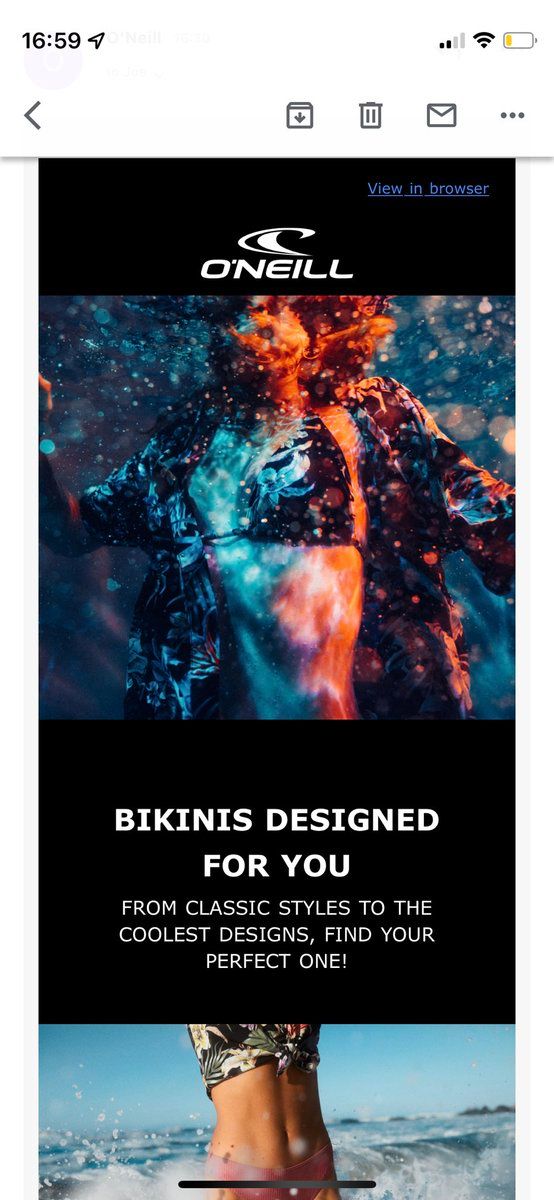 16:59
O'Neill 16:50
to Joe
View in browser
O'NEILL
BIKINIS DESIGNED
FOR YOU
FROM CLASSIC STYLES TO THE
COOLEST DESIGNS, FIND YOUR
PERFECT ONE!